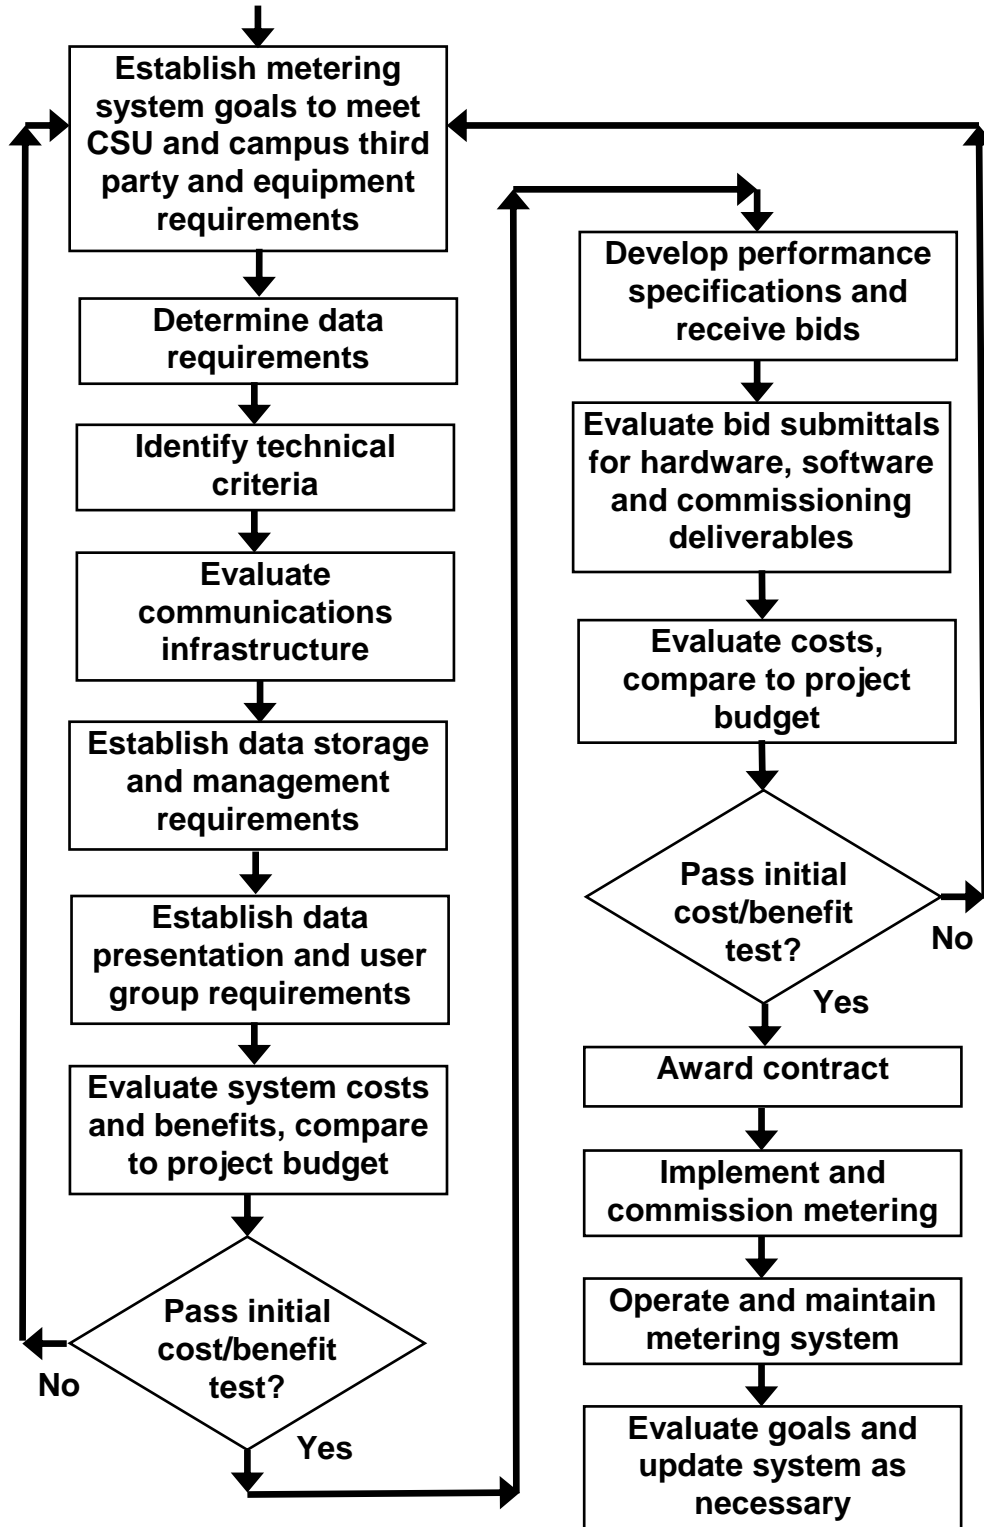 Establish metering
system goals to meet
CSU and campus third
party and equipment
requirements
Determine data
requirements
Identify technical
criteria
Evaluate
communications
infrastructure
Establish data storage
and management
requirements
Establish data
presentation and user
group requirements
Evaluate system costs
and benefits, compare
to project budget
Pass initial
cost/benefit
test?
No
Yes
Develop performance
specifications and
receive bids
Evaluate bid submittals
for hardware, software
and commissioning
deliverables
Evaluate costs,
compare to project
budget
Pass initial
cost/benefit
test?
No
Yes
Award contract
Implement and
commission metering
Operate and maintain
metering system
Evaluate goals and
update system as
necessary